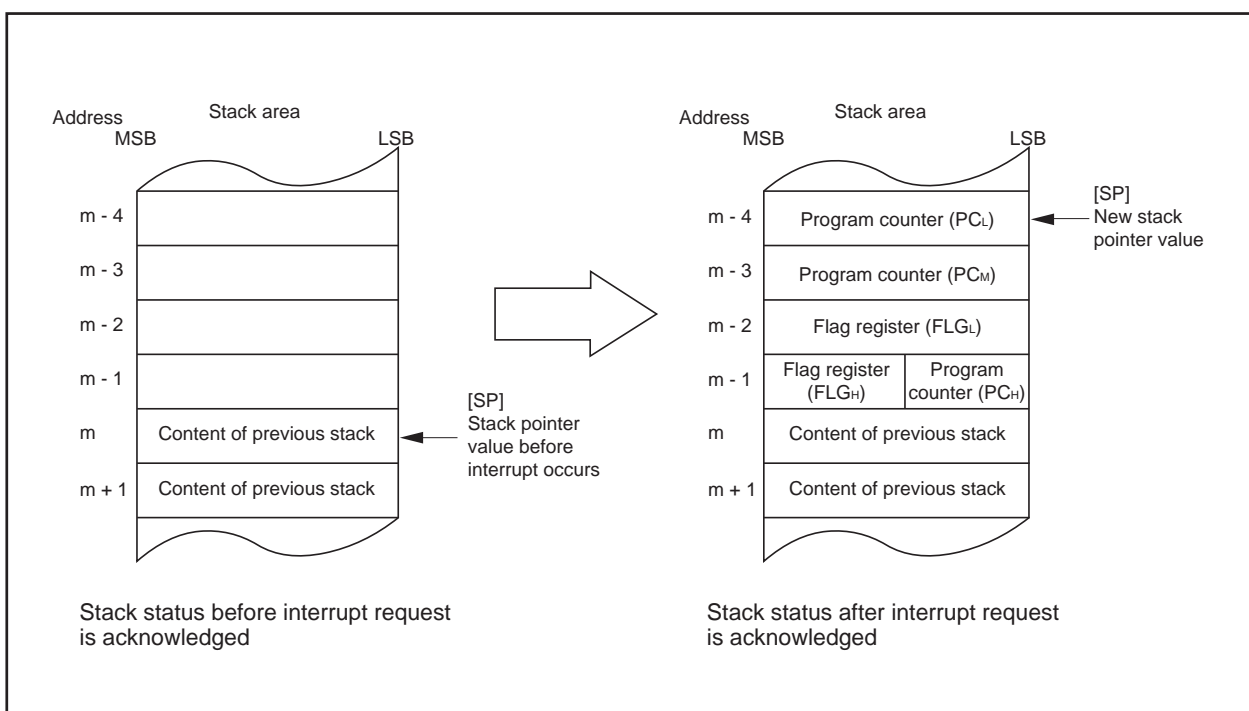 Address
Stack area
MSB
LSB
m - 4
m - 3
m - 2
m - 1
m
Content of previous stack
m + 1
Content of previous stack
[SP]
Stack pointer
value before
interrupt occurs
Stack status before interrupt request
is acknowledged
Address
Stack area
MSB
LSB
m - 4
Program counter (PCL)
[SP]
New stack
pointer value
m - 3
Program counter (PCM)
m - 2
Flag register (FLGL)
m - 1
Flag register
(FLGH)
Program
counter (PCH)
m
Content of previous stack
m + 1
Content of previous stack
Stack status after interrupt request
is acknowledged